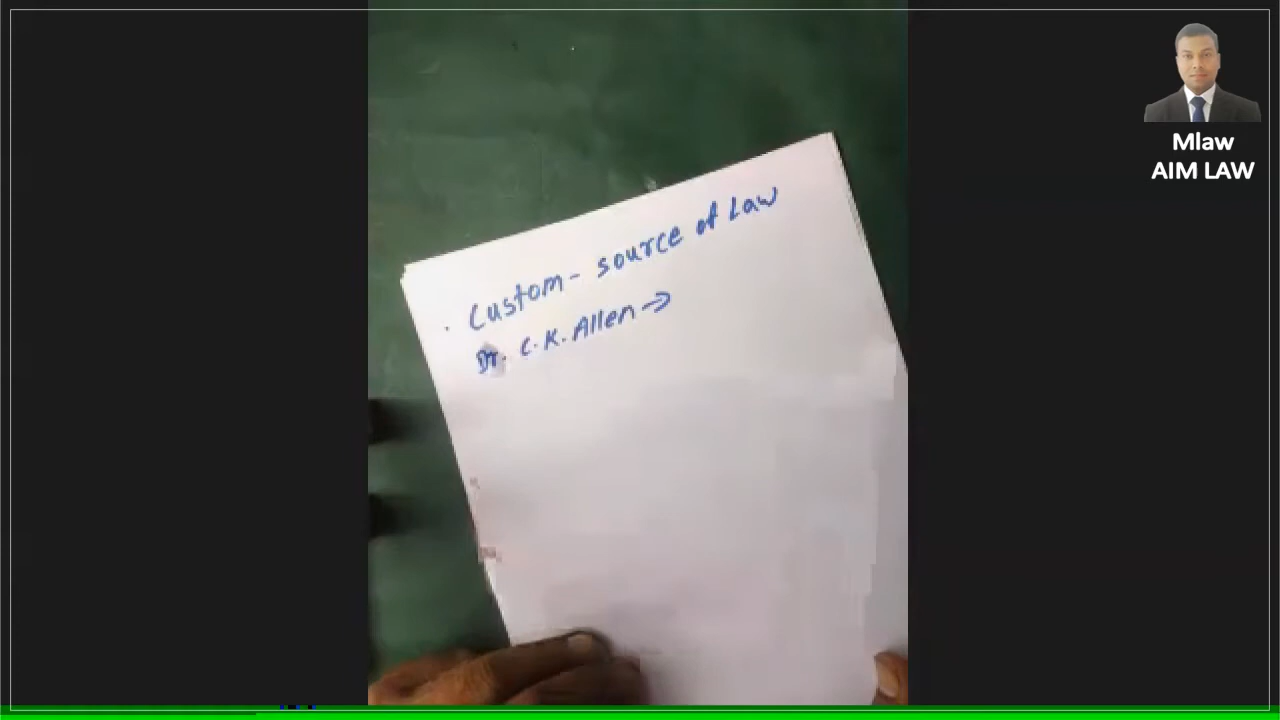 Custom - source of Law
Dr. C.K. Allen →
Mlaw
AIM LAW